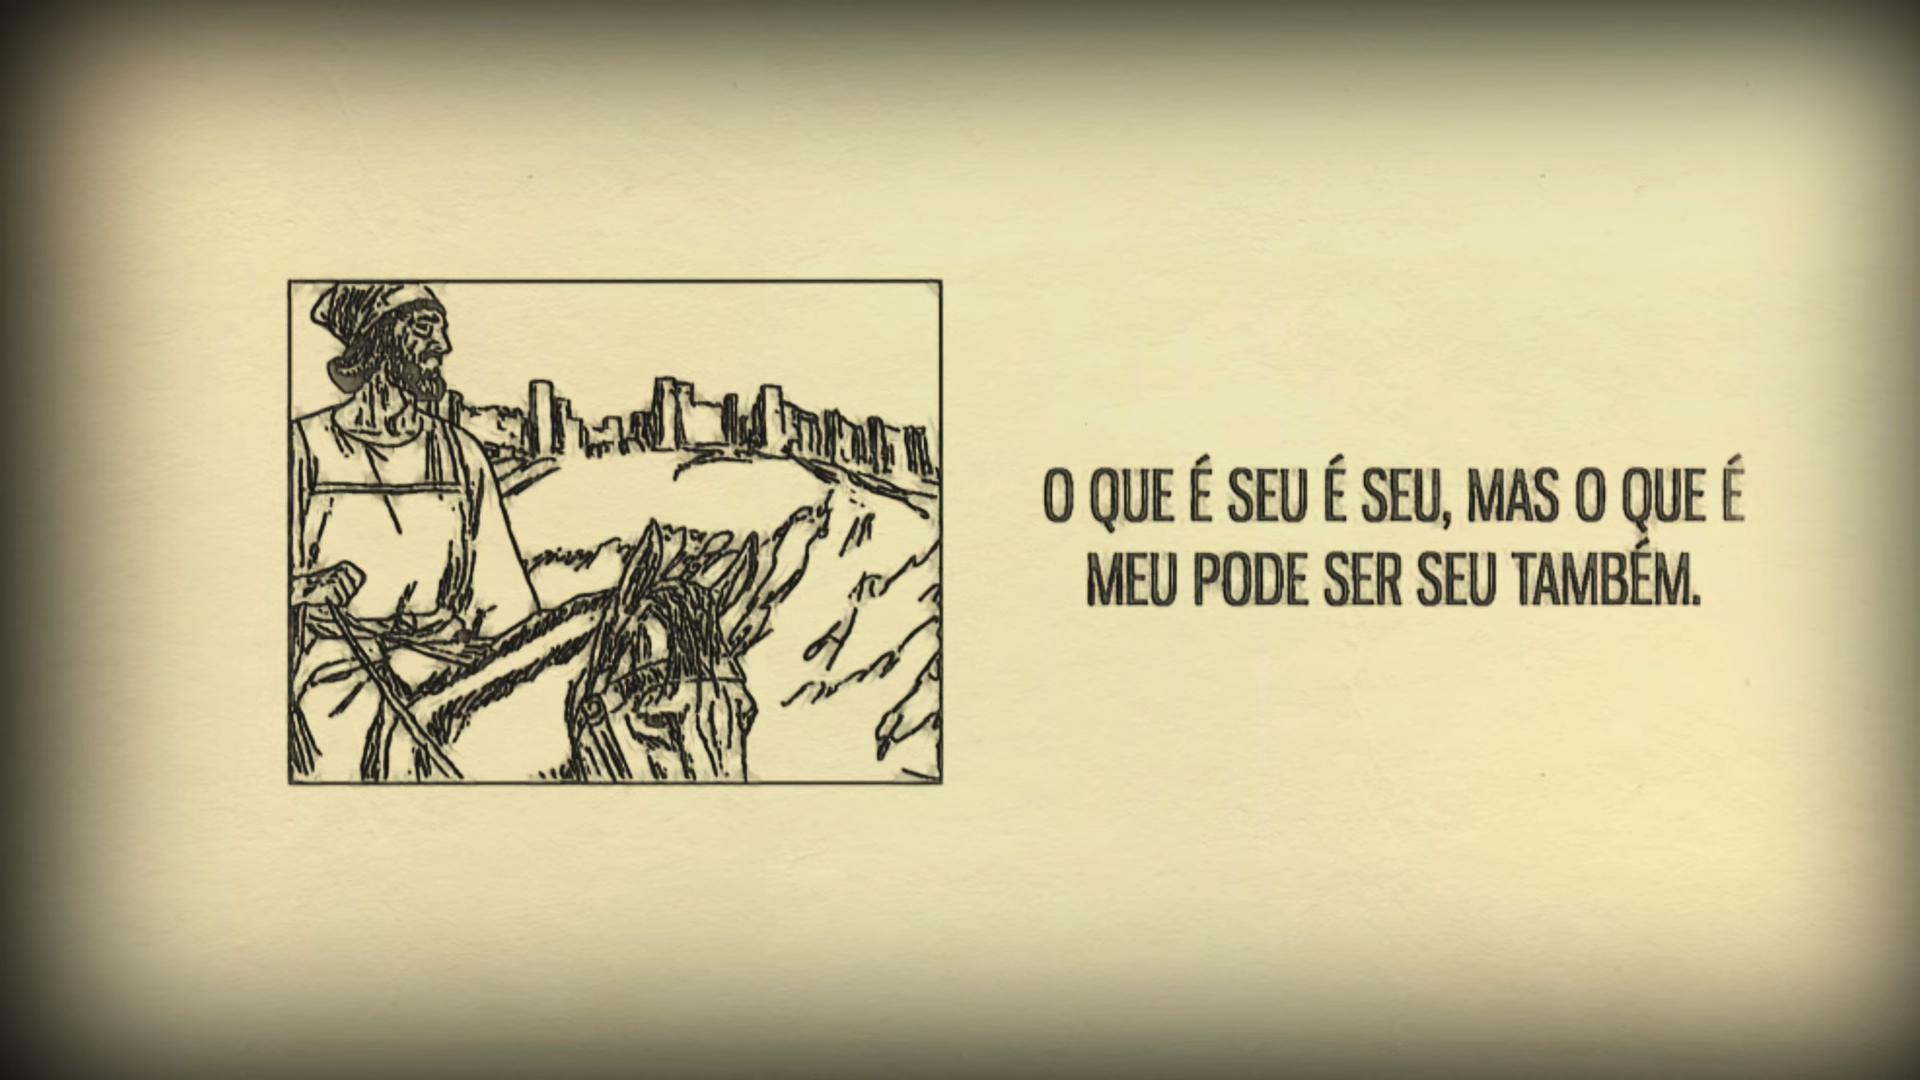 O QUE É SEU É SEU, MAS O QUE É
MEU PODE SER SEU TAMBÉM.